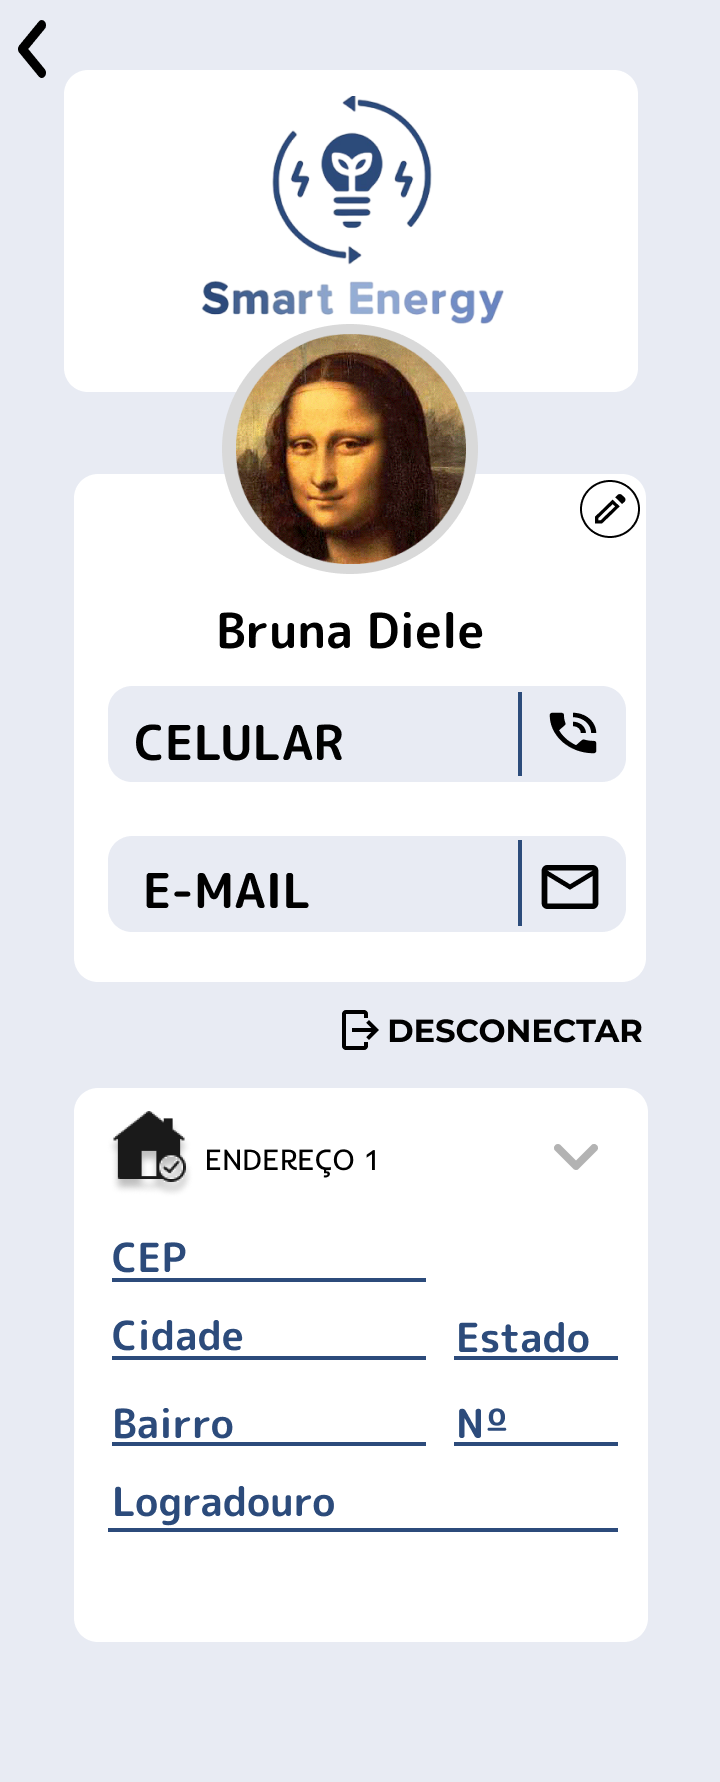 Smart Energy
Bruna Diele
CELULAR
E-MAIL
DESCONECTAR
ENDEREÇO 1
CEP
Cidade
Estado
Bairro
Nº
Logradouro